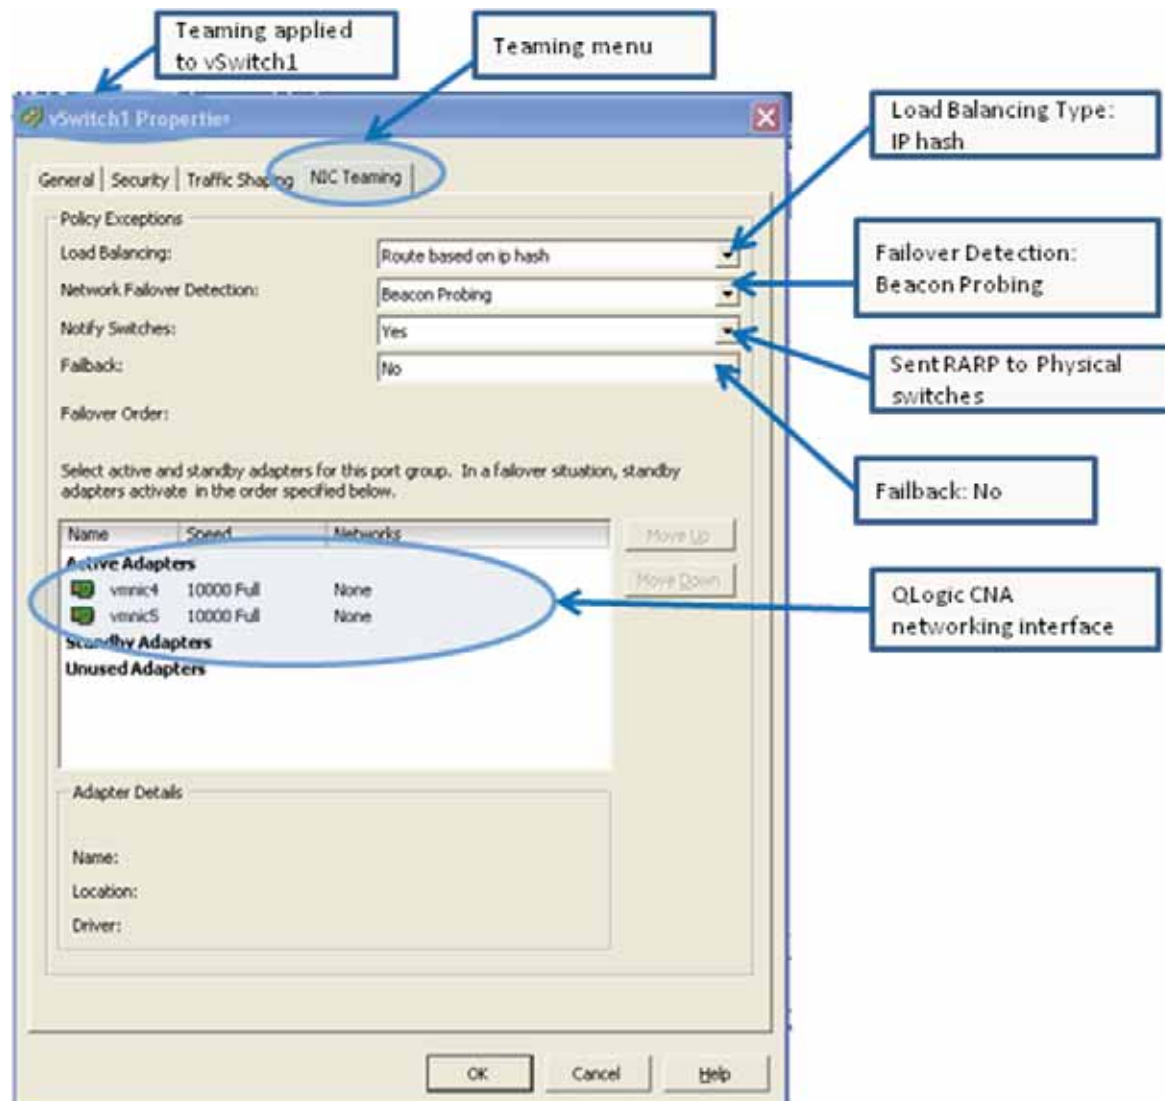 Teaming applied
to vSwitch1
Teaming menu
vSwitch1 Properties
Load Balancing Type:
IP hash
General
Security
Traffic Shaping
NIC Teaming
Policy Exceptions
Load Balancing:
Route based on ip hash
Network Failover Detection:
Beacon Probing
Notify Switches:
Yes
Failback:
No
Failover Detection:
Beacon Probing
Sent RARP to Physical
switches
Failback: No
Failover Order:
Select active and standby adapters for this port group. In a failover situation, standby
adapters activate in the order specified below.
Name Speed Networks
Active Adapters
vmnic4 10000 Full None
vmnic5 10000 Full None
Standby Adapters
Unused Adapters
Move Up
Move Down
QLogic CNA
networking interface
Adapter Details
Name:
Location:
Driver:
OK
Cancel
Help